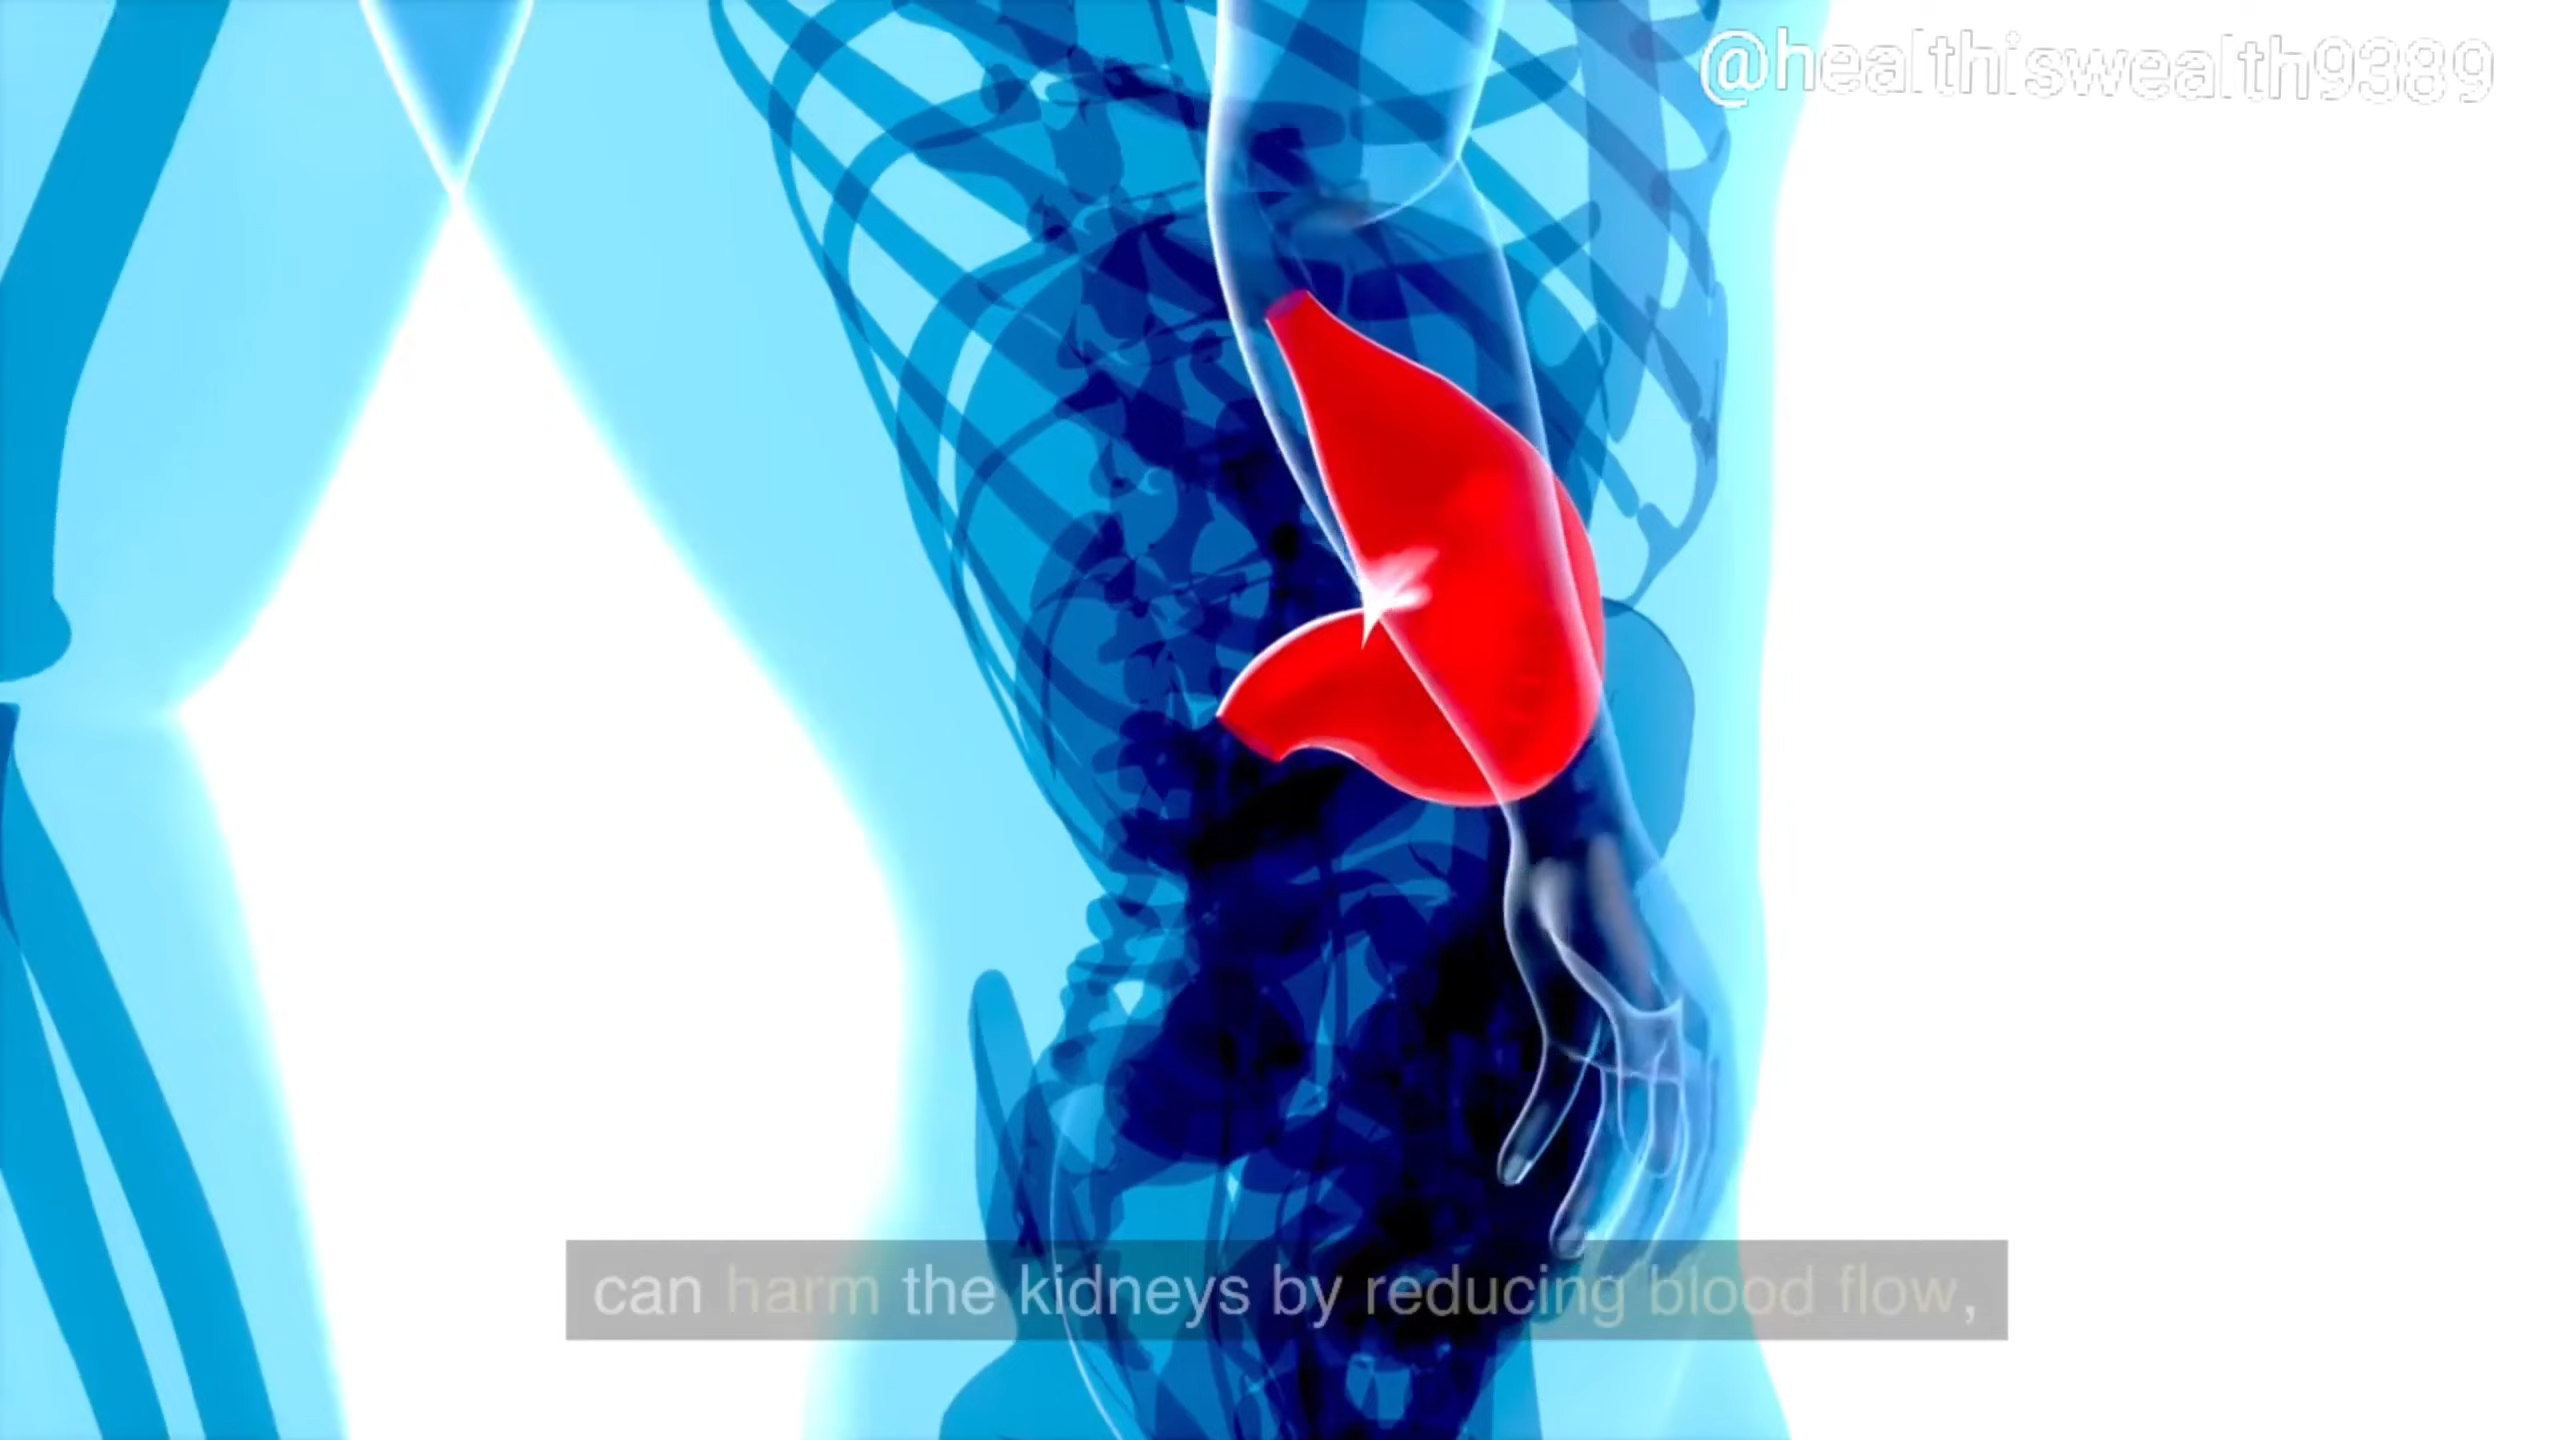 @healthiswealth9389
can harm the kidneys by reducing blood flow,